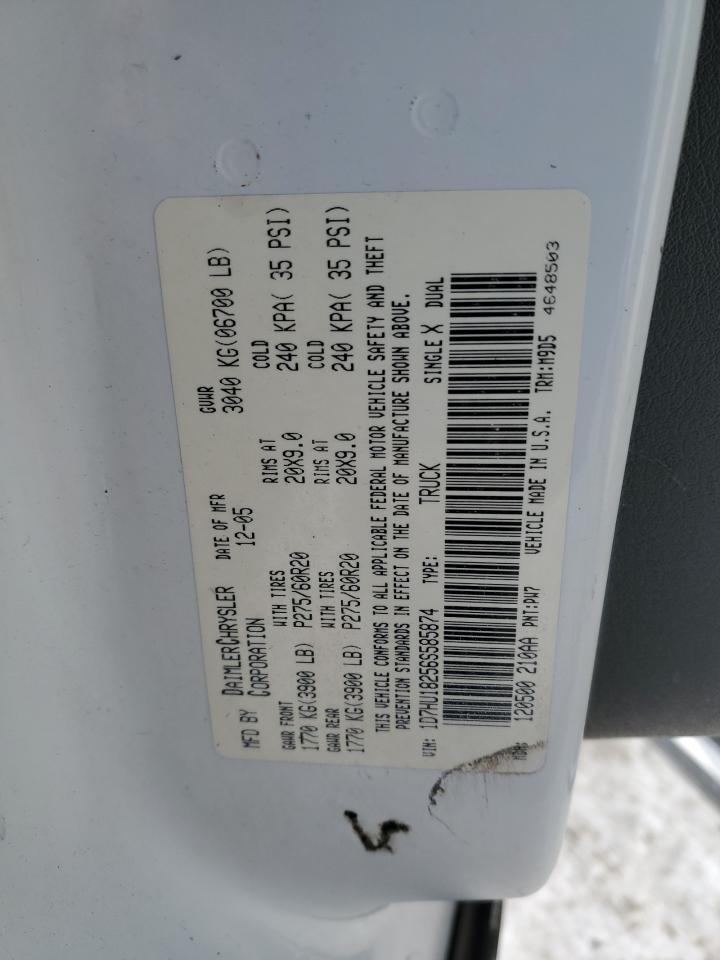 MFD BY DAIMLERCHRYSLER CORPORATION
DATE OF MFR 12-05
GVWR 3040 KG(06700 LB)
GAWR FRONT WITH TIRES RIMS AT COLD
1770 KG(3900 LB) P275/60R20 20X9.0 240 KPA( 35 PSI)
GAWR REAR WITH TIRES RIMS AT COLD
1770 KG(3900 LB) P275/60R20 20X9.0 240 KPA( 35 PSI)
THIS VEHICLE CONFORMS TO ALL APPLICABLE FEDERAL MOTOR VEHICLE SAFETY AND THEFT
PREVENTION STANDARDS IN EFFECT ON THE DATE OF MANUFACTURE SHOWN ABOVE.
VIN: 1D7HU18256S585874 TYPE: TRUCK SINGLE X DUAL
MDH: 120500 210AA PNT:PW7 VEHICLE MADE IN U.S.A. TRM:M9D5
4648503